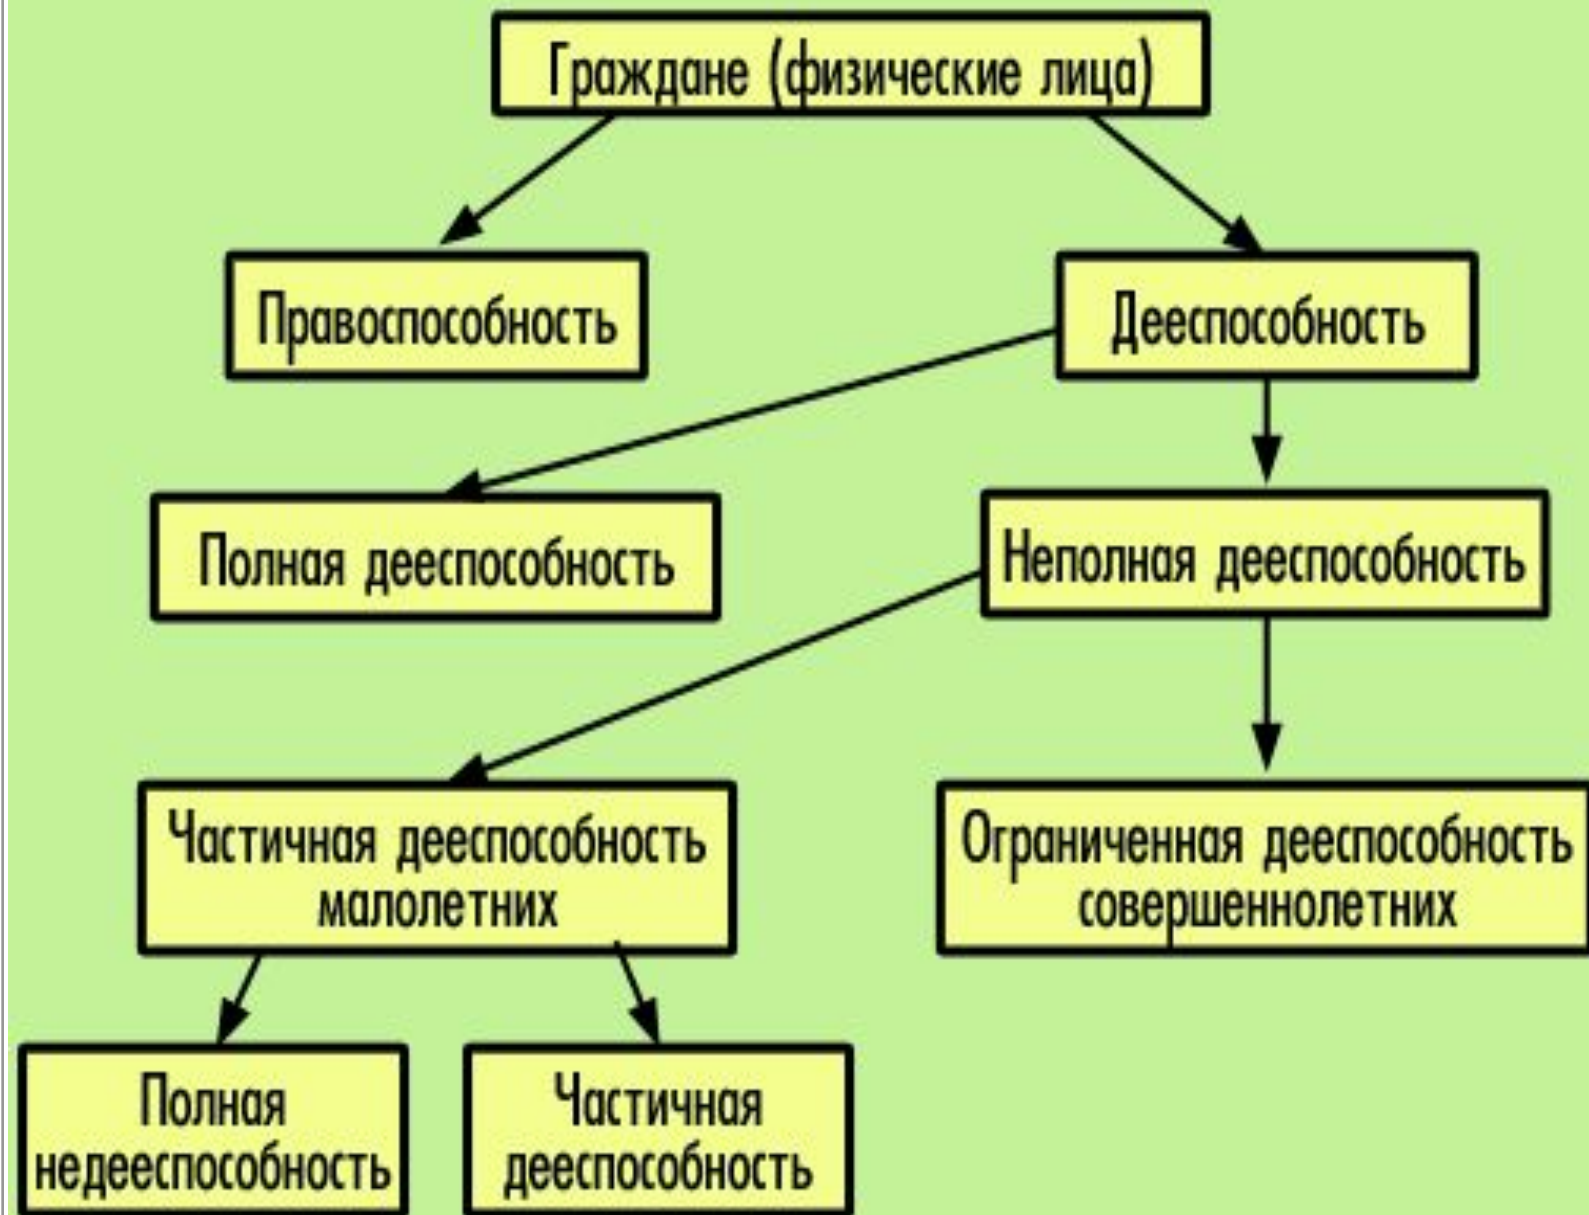 Граждане (физические лица)
Правоспособность
Дееспособность
Полная дееспособность
Неполная дееспособность
Частичная дееспособность
малолетних
Ограниченная дееспособность
совершеннолетних
Полная
недееспособность
Частичная
дееспособность